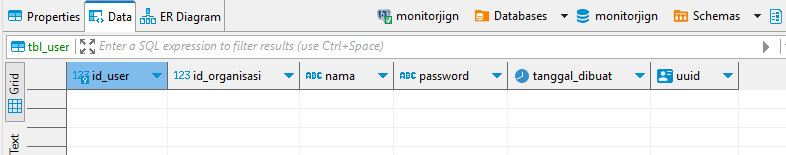 Properties Data ER Diagram monitorjign Databases monitorjign Schemas
tbl_user Enter a SQL expression to filter results (use Ctrl+Space)
Grid 123 id_user 123 id_organisasi ABC nama ABC password tanggal_dibuat uuid
Text